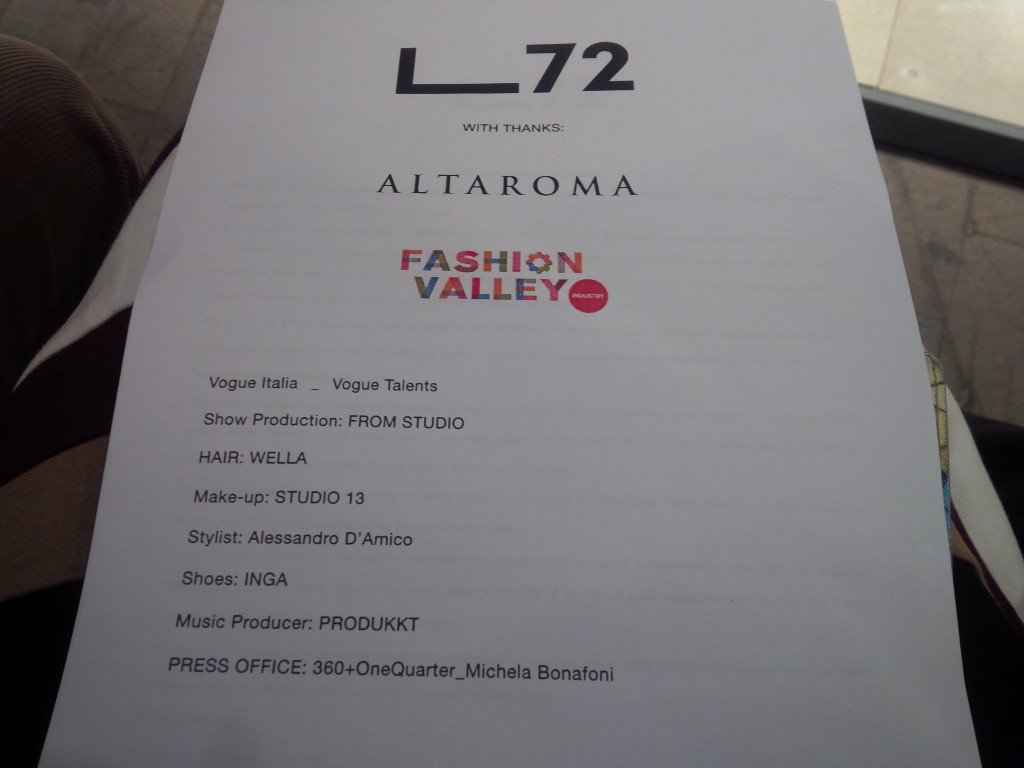 L_72
WITH THANKS:
ALTAROMA
FASHION
VALLEY
INDUSTRY
Vogue Italia _ Vogue Talents
Show Production: FROM STUDIO
HAIR: WELLA
Make-up: STUDIO 13
Stylist: Alessandro D'Amico
Shoes: INGA
Music Producer: PRODUKKT
PRESS OFFICE: 360+OneQuarter_Michela Bonafoni